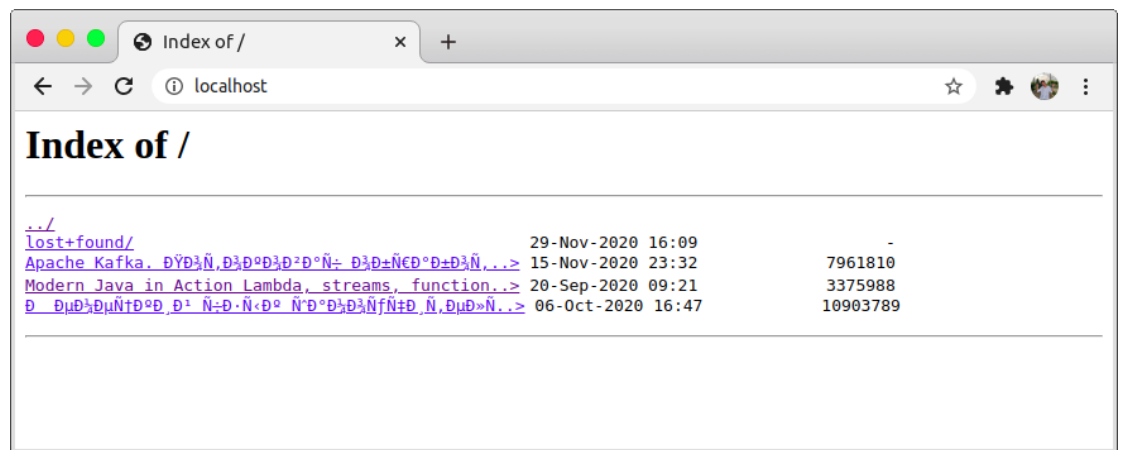 Index of /
localhost
Index of /
../
lost+found/ 29-Nov-2020 16:09 -
Apache Kafka. ÐŸÐ¾Ñ‚Ð¾ÐºÐ¾Ð²Ð°Ñ÷ Ð¾Ð±Ñ€Ð°Ð±Ð¾Ñ‚..> 15-Nov-2020 23:32 7961810
Modern Java in Action Lambda, streams, function..> 20-Sep-2020 09:21 3375988
06-Oct-2020 16:47 10903789